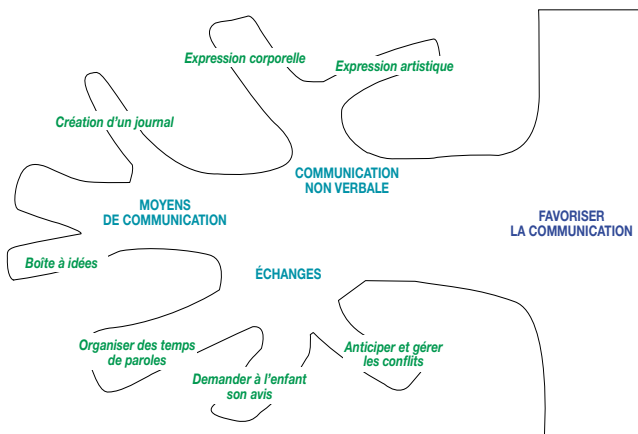 Expression corporelle
Expression artistique
Création d'un journal
COMMUNICATION
NON VERBALE
MOYENS
DE COMMUNICATION
FAVORISER
LA COMMUNICATION
Boîte à idées
ÉCHANGES
Organiser des temps
de paroles
Anticiper et gérer
les conflits
Demander à l'enfant
son avis